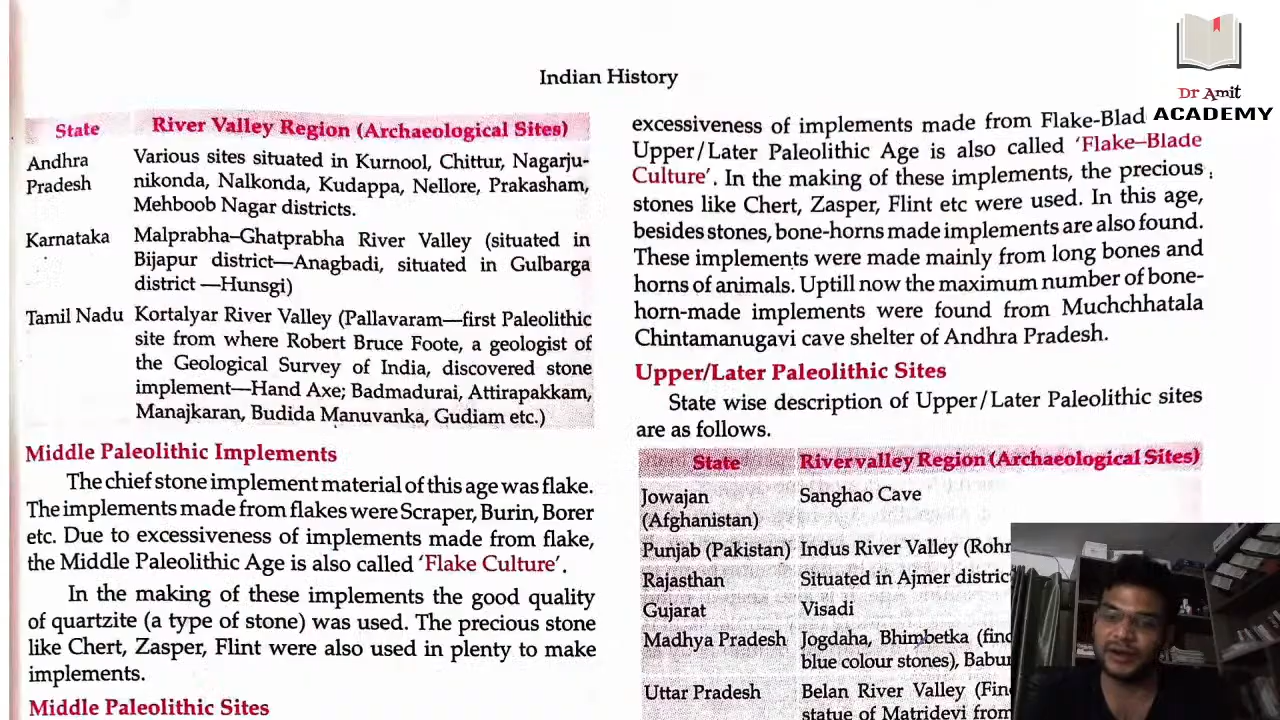 Indian History
Dr Amit
ACADEMY
State River Valley Region (Archaeological Sites)
Andhra Pradesh Various sites situated in Kurnool, Chittur, Nagarju-
nikonda, Nalkonda, Kudappa, Nellore, Prakasham,
Mehboob Nagar districts.
Karnataka Malprabha–Ghatprabha River Valley (situated in
Bijapur district—Anagbadi, situated in Gulbarga
district —Hunsgi)
Tamil Nadu Kortalyar River Valley (Pallavaram—first Paleolithic
site from where Robert Bruce Foote, a geologist of
the Geological Survey of India, discovered stone
implement—Hand Axe; Badmadurai, Attirapakkam,
Manajkaran, Budida Manuvanka, Gudiam etc.)
Middle Paleolithic Implements
The chief stone implement material of this age was flake.
The implements made from flakes were Scraper, Burin, Borer
etc. Due to excessiveness of implements made from flake,
the Middle Paleolithic Age is also called 'Flake Culture'.
In the making of these implements the good quality
of quartzite (a type of stone) was used. The precious stone
like Chert, Zasper, Flint were also used in plenty to make
implements.
Middle Paleolithic Sites
excessiveness of implements made from Flake-Blad
Upper/Later Paleolithic Age is also called 'Flake–Blade
Culture'. In the making of these implements, the precious
stones like Chert, Zasper, Flint etc were used. In this age,
besides stones, bone-horns made implements are also found.
These implements were made mainly from long bones and
horns of animals. Uptill now the maximum number of bone-
horn-made implements were found from Muchchhatala
Chintamanugavi cave shelter of Andhra Pradesh.
Upper/Later Paleolithic Sites
State wise description of Upper/Later Paleolithic sites
are as follows.
State Rivervalley Region (Archaeological Sites)
Jowajan (Afghanistan) Sanghao Cave
Punjab (Pakistan) Indus River Valley (Rohr
Rajasthan Situated in Ajmer distric
Gujarat Visadi
Madhya Pradesh Jogdaha, Bhimbetka (find
blue colour stones), Babur
Uttar Pradesh Belan River Valley (Fin
statue of Matridevi from